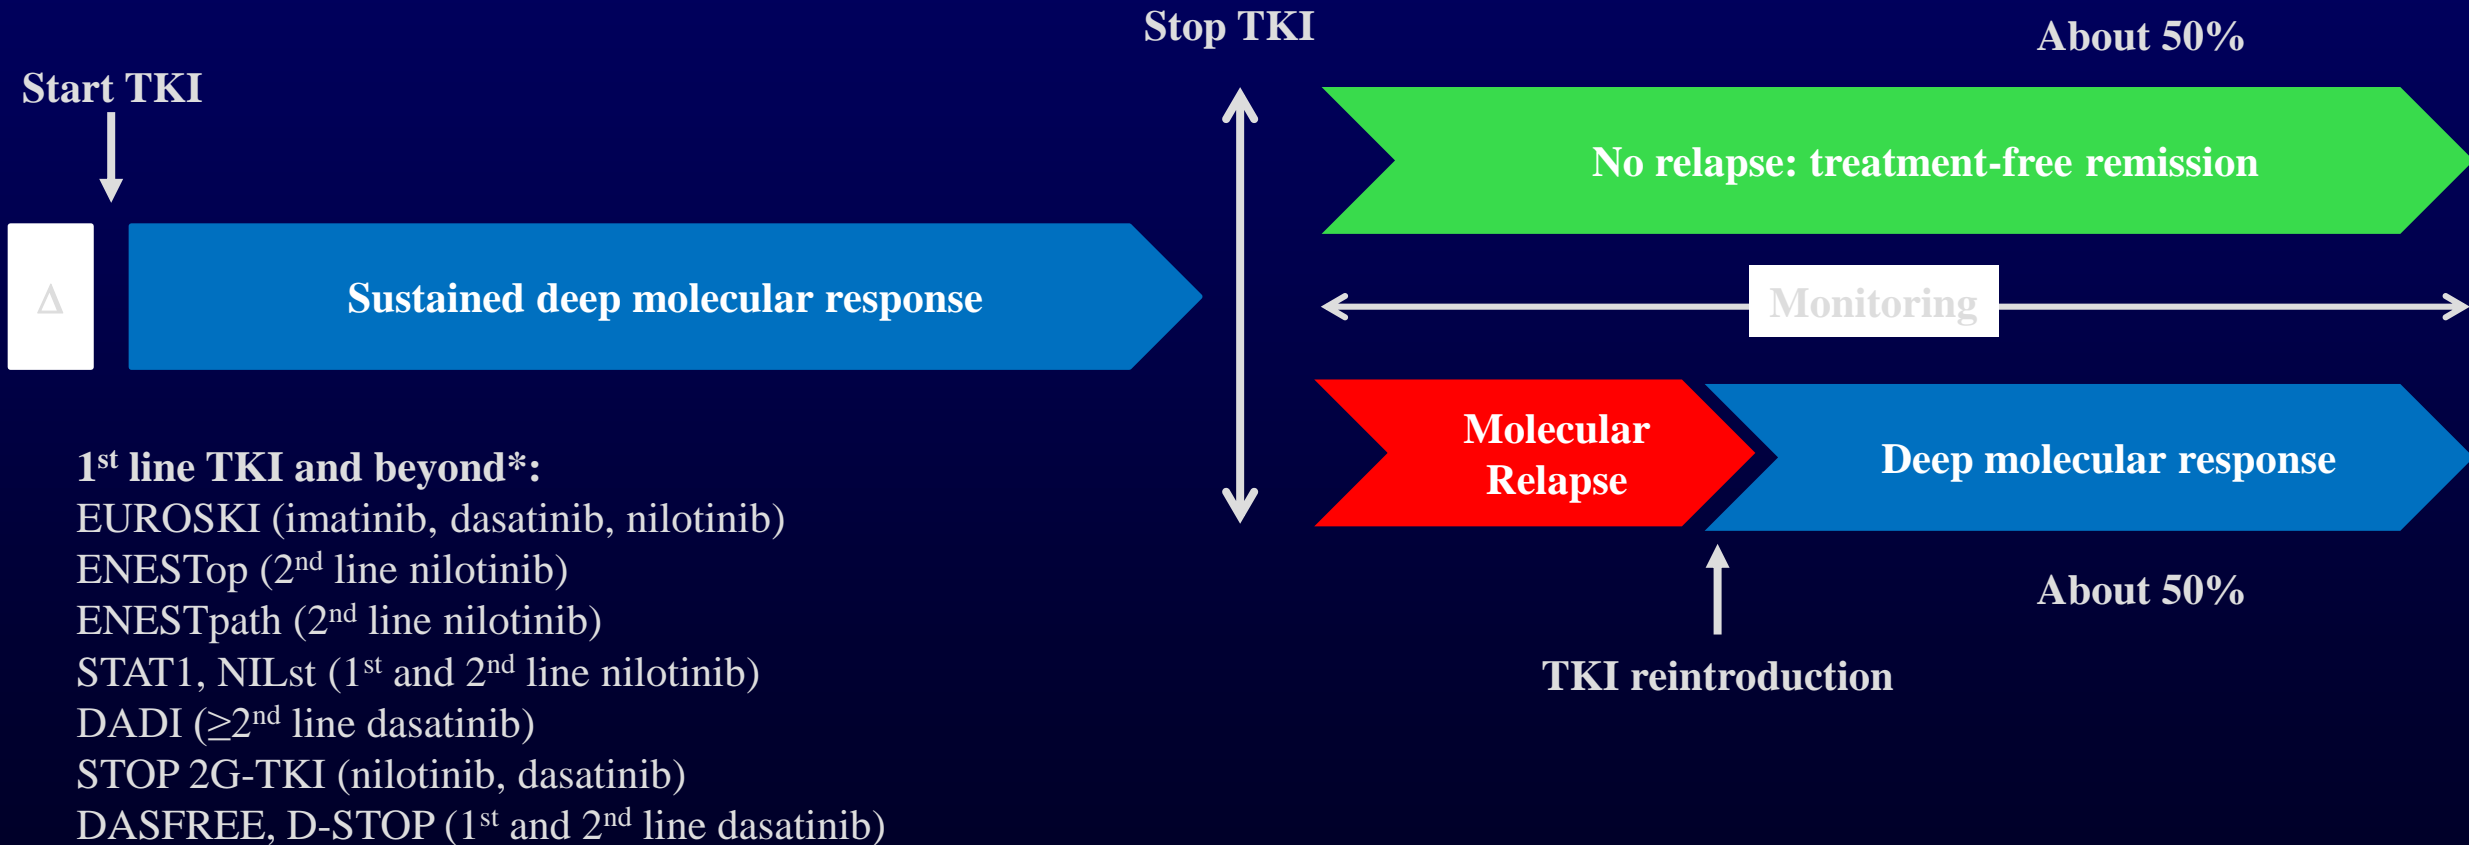 Start TKI
Stop TKI
About 50%
No relapse: treatment-free remission
Δ
Sustained deep molecular response
Monitoring
Molecular
Relapse
Deep molecular response
About 50%
TKI reintroduction
1st line TKI and beyond*:
EUROSKI (imatinib, dasatinib, nilotinib)
ENESTop (2nd line nilotinib)
ENESTpath (2nd line nilotinib)
STAT1, NILst (1st and 2nd line nilotinib)
DADI (≥2nd line dasatinib)
STOP 2G-TKI (nilotinib, dasatinib)
DASFREE, D-STOP (1st and 2nd line dasatinib)